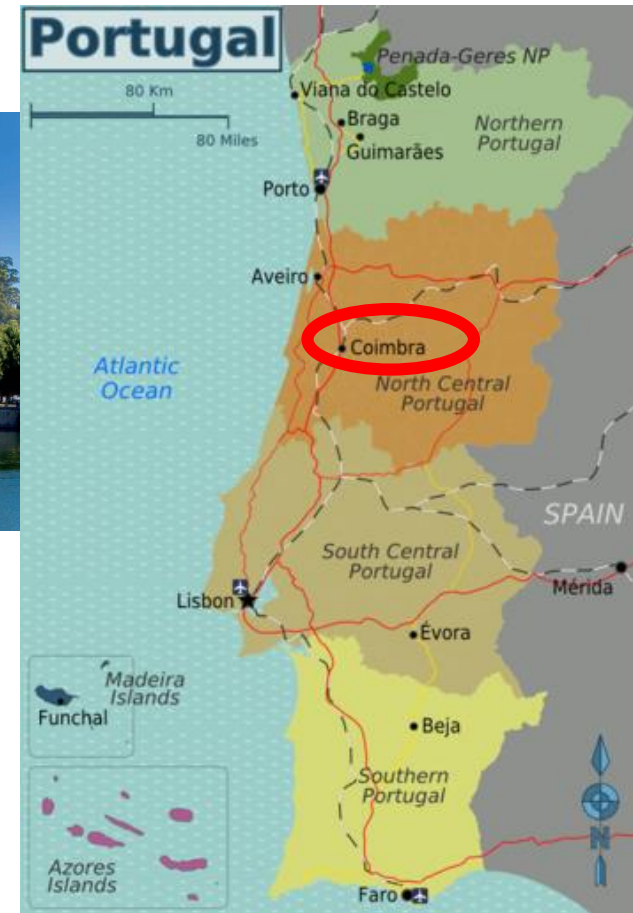 Portugal
80 Km
80 Miles
Penada-Geres NP
Viana do Castelo
Braga
Guimarães
Northern
Portugal
Porto
Aveiro
Coimbra
Atlantic
Ocean
North Central
Portugal
SPAIN
South Central
Portugal
Mérida
Lisbon
Évora
Madeira
Islands
Funchal
Beja
Southern
Portugal
Azores
Islands
N
Faro